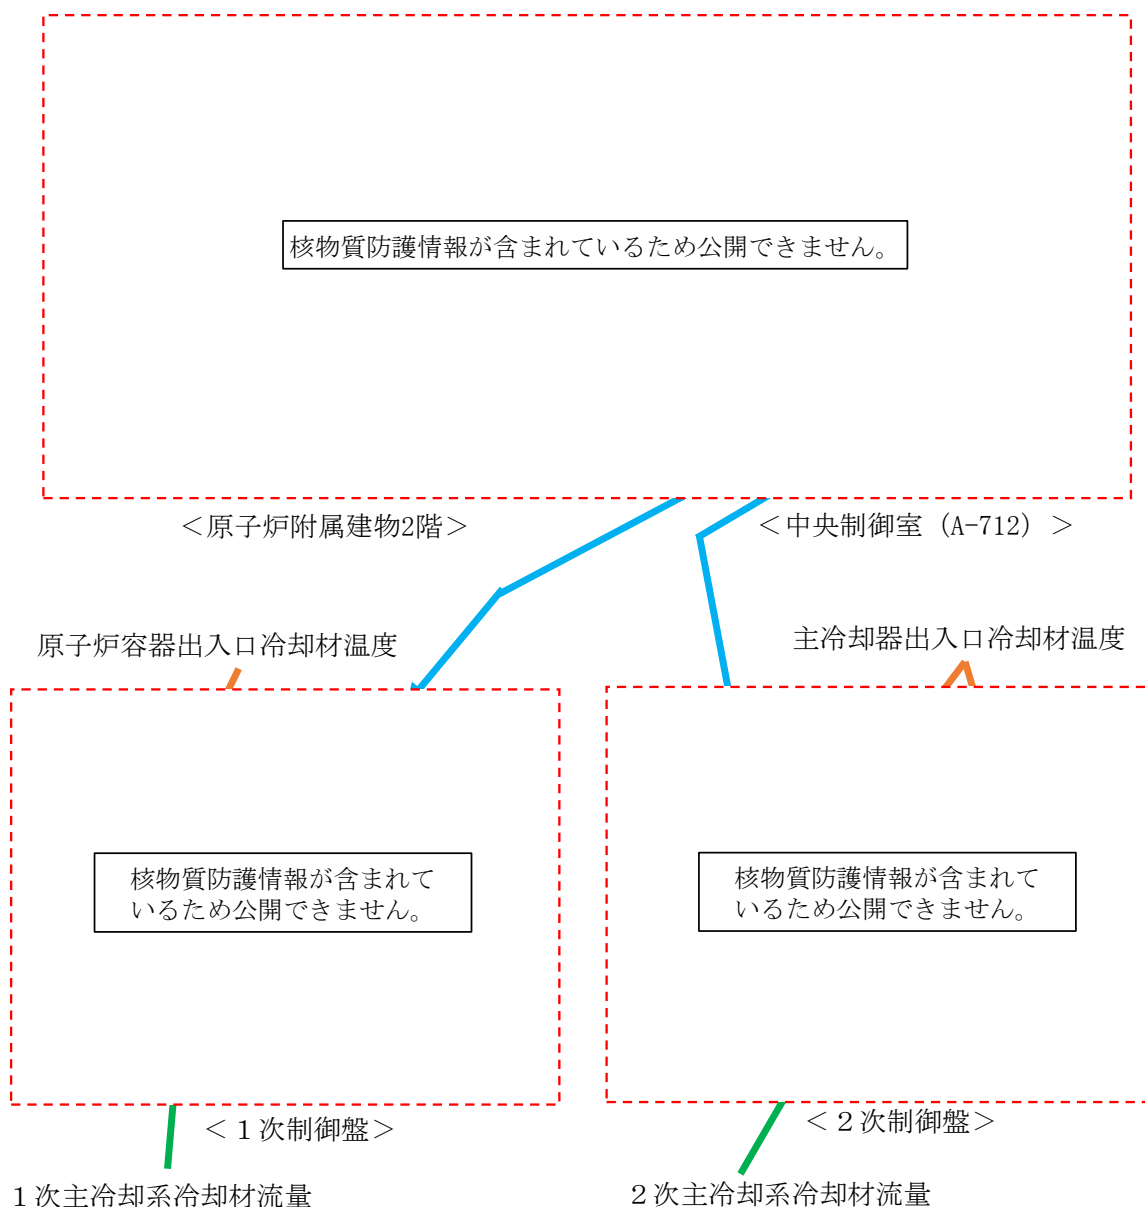 核物質防護情報が含まれているため公開できません。
＜原子炉附属建物2階＞
＜中央制御室（A-712）＞
原子炉容器出入口冷却材温度
主冷却器出入口冷却材温度
核物質防護情報が含まれて
いるため公開できません。
核物質防護情報が含まれて
いるため公開できません。
＜１次制御盤＞
＜２次制御盤＞
１次主冷却系冷却材流量
２次主冷却系冷却材流量